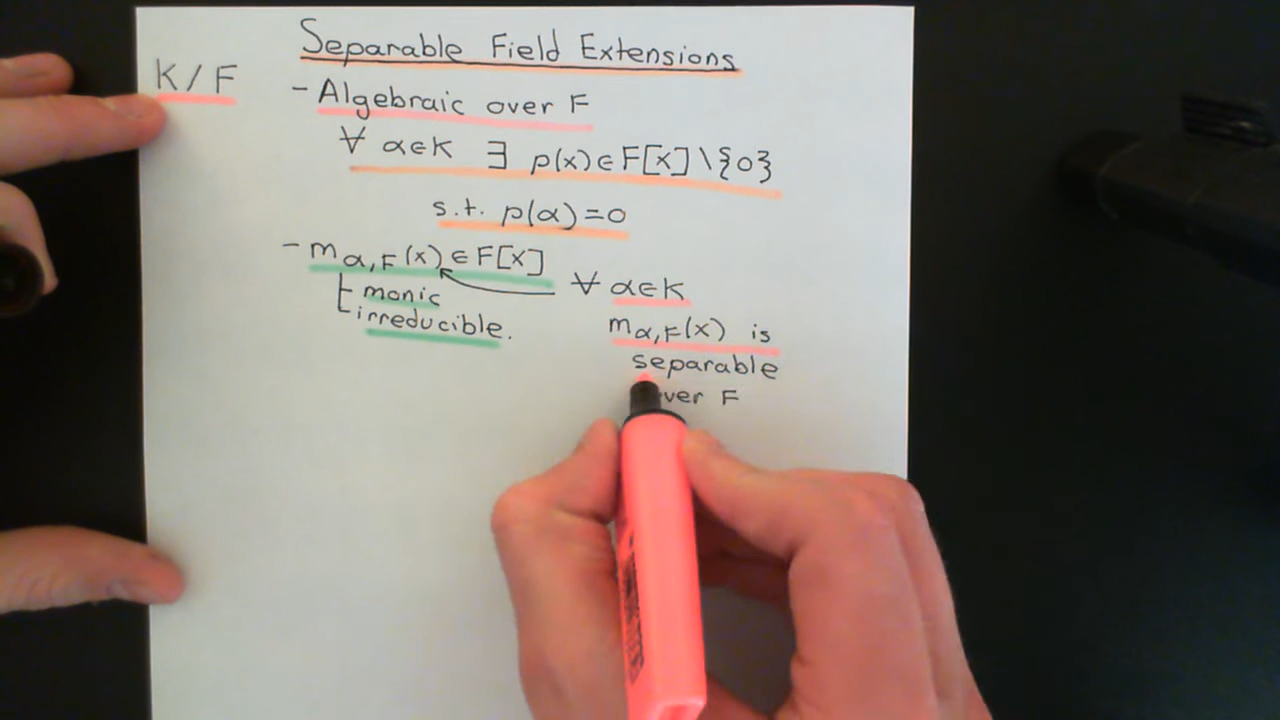 Separable Field Extensions
K/F
- Algebraic over F
∀ α∈K ∃ p(x)∈F[x]\{0}
s.t. p(α)=0
- mα,F(x)∈F[x]
∀ α∈K
monic
irreducible.
mα,F(x) is
separable
F